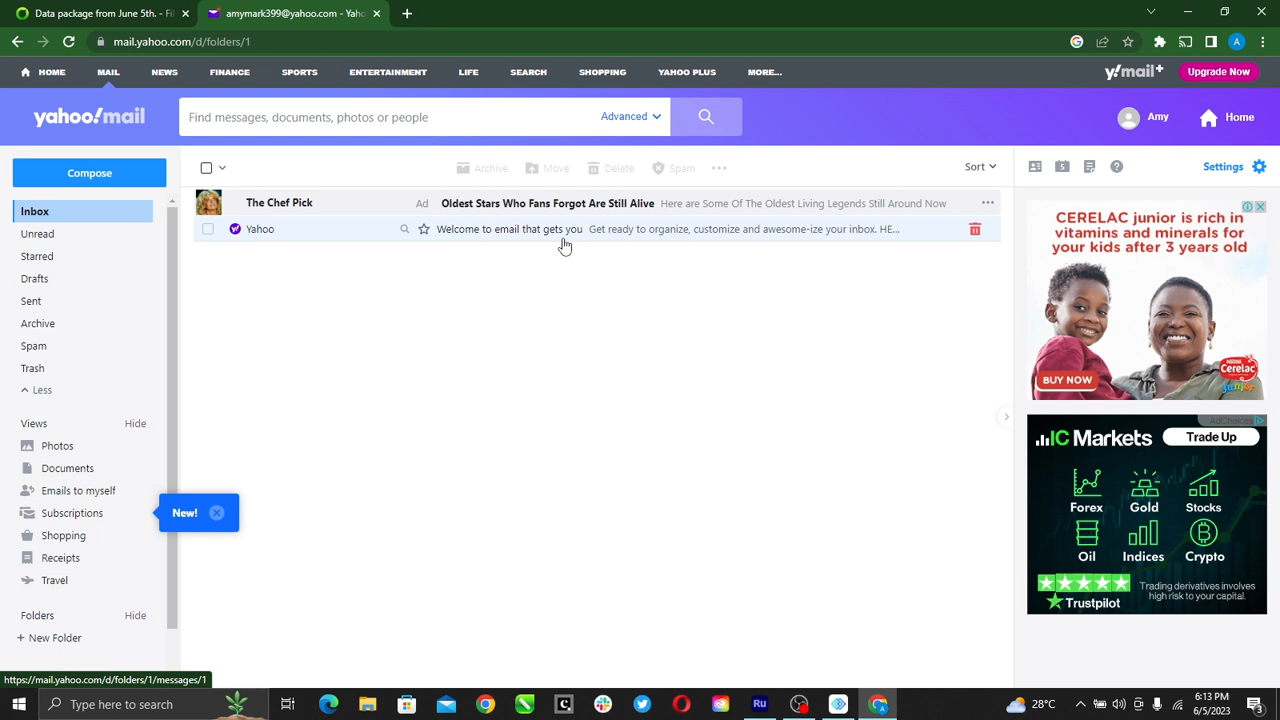 Data package from June 5th. - Fi
amymark399@yahoo.com - Yaho
mail.yahoo.com/d/folders/1
HOME MAIL NEWS FINANCE SPORTS ENTERTAINMENT LIFE SEARCH SHOPPING YAHOO PLUS MORE... y!mail+ Upgrade Now
yahoo!mail Find messages, documents, photos or people Advanced Amy Home
Compose Archive Move Delete Spam Sort 5 Settings
Inbox
Unread
Starred
Drafts
Sent
Archive
Spam
Trash
Less
Views Hide
Photos
Documents
Emails to myself
Subscriptions New!
Shopping
Receipts
Travel
Folders Hide
+ New Folder
The Chef Pick Ad Oldest Stars Who Fans Forgot Are Still Alive Here are Some Of The Oldest Living Legends Still Around Now
Yahoo Welcome to email that gets you Get ready to organize, customize and awesome-ize your inbox. HE...
CERELAC junior is rich in
vitamins and minerals for
your kids after 3 years old
BUY NOW
Nestlé
Cerelac
junior
AdChoices
IC Markets Trade Up
Forex Gold Stocks
Oil Indices Crypto
Trustpilot
Trading derivatives involves
high risk to your capital.
https://mail.yahoo.com/d/folders/1/messages/1
Type here to search
28°C
6:13 PM
6/5/2023
3